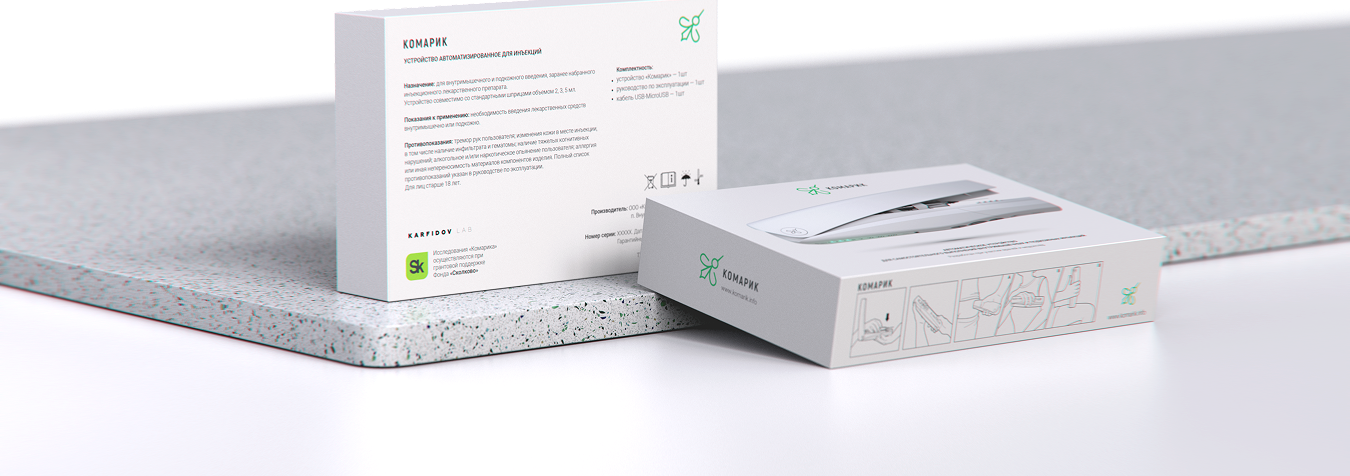 КОМАРИК
УСТРОЙСТВО АВТОМАТИЗИРОВАННОЕ ДЛЯ ИНЪЕКЦИЙ
Назначение: для внутримышечного и подкожного введения, заранее набранного
инъекционного лекарственного препарата.
Устройство совместимо со стандартными шприцами объемом 2, 3, 5 мл.
Показания к применению: необходимость введения лекарственных средств
внутримышечно или подкожно.
Противопоказания: тремор рук пользователя; изменения кожи в месте инъекции,
в том числе наличие инфильтрата и гематомы; наличие тяжелых когнитивных
нарушений; алкогольное и/или наркотическое опьянение пользователя; аллергия
или иная непереносимость материалов компонентов изделия. Полный список
противопоказаний указан в руководстве по эксплуатации.
Для лиц старше 18 лет.
Комплектность:
• устройство «Комарик» — 1шт
• руководство по эксплуатации — 1шт
• кабель USB-MicroUSB — 1шт
Производитель: ООО
п.
Номер серии: XXXXX.
KARFIDOV LAB
Sk
Исследования «Комарика»
осуществляются при
грантовой поддержке
Фонда «Сколково»
КОМАРИК
КОМАРИК
www.komarik.info
КОМАРИК
www.komarik.info